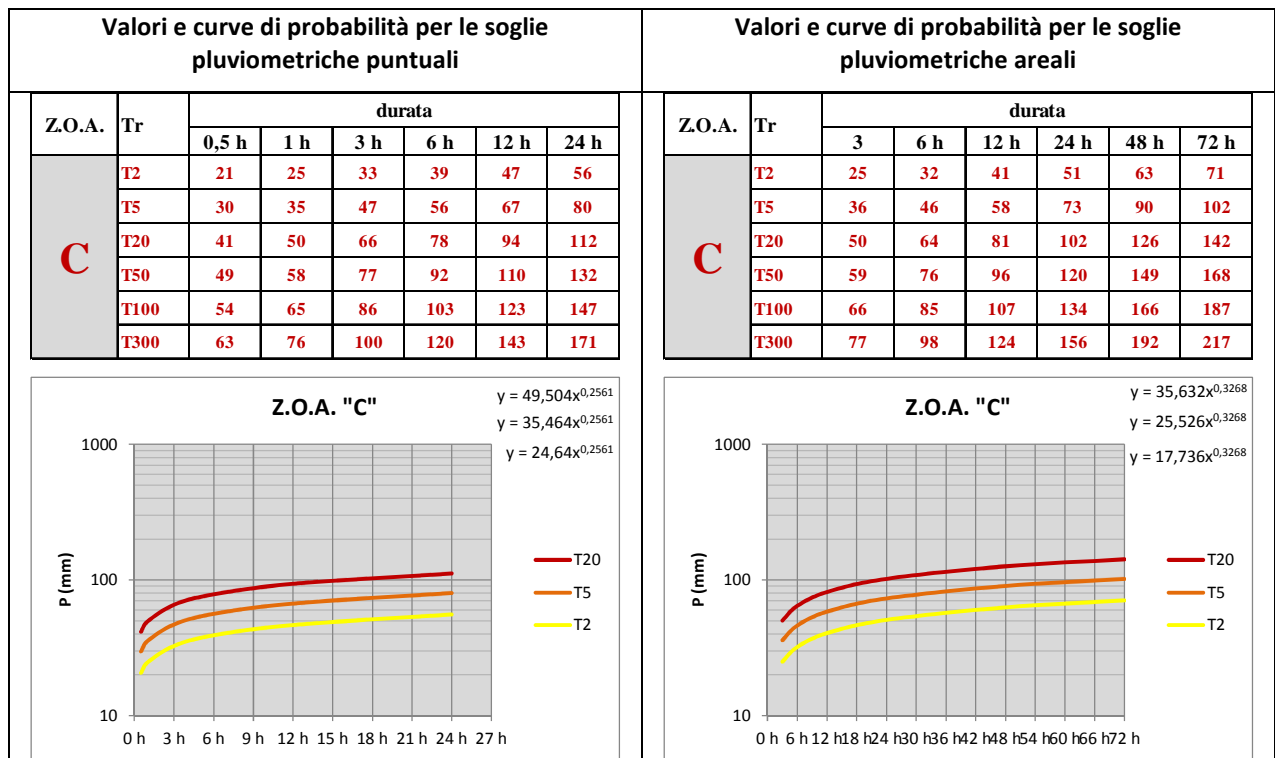 Valori e curve di probabilità per le soglie
pluviometriche puntuali
Z.O.A. Tr durata
0,5 h 1 h 3 h 6 h 12 h 24 h
C
T2 21 25 33 39 47 56
T5 30 35 47 56 67 80
T20 41 50 66 78 94 112
T50 49 58 77 92 110 132
T100 54 65 86 103 123 147
T300 63 76 100 120 143 171
Z.O.A. "C"
y = 49,504x^0,2561
y = 35,464x^0,2561
y = 24,64x^0,2561
1000
100
10
P (mm)
T20
T5
T2
0 h 3 h 6 h 9 h 12 h 15 h 18 h 21 h 24 h 27 h
Valori e curve di probabilità per le soglie
pluviometriche areali
Z.O.A. Tr durata
3 6 h 12 h 24 h 48 h 72 h
C
T2 25 32 41 51 63 71
T5 36 46 58 73 90 102
T20 50 64 81 102 126 142
T50 59 76 96 120 149 168
T100 66 85 107 134 166 187
T300 77 98 124 156 192 217
Z.O.A. "C"
y = 35,632x^0,3268
y = 25,526x^0,3268
y = 17,736x^0,3268
1000
100
10
P (mm)
T20
T5
T2
0 h 6 h 12 h 18 h 24 h 30 h 36 h 42 h 48 h 54 h 60 h 66 h 72 h